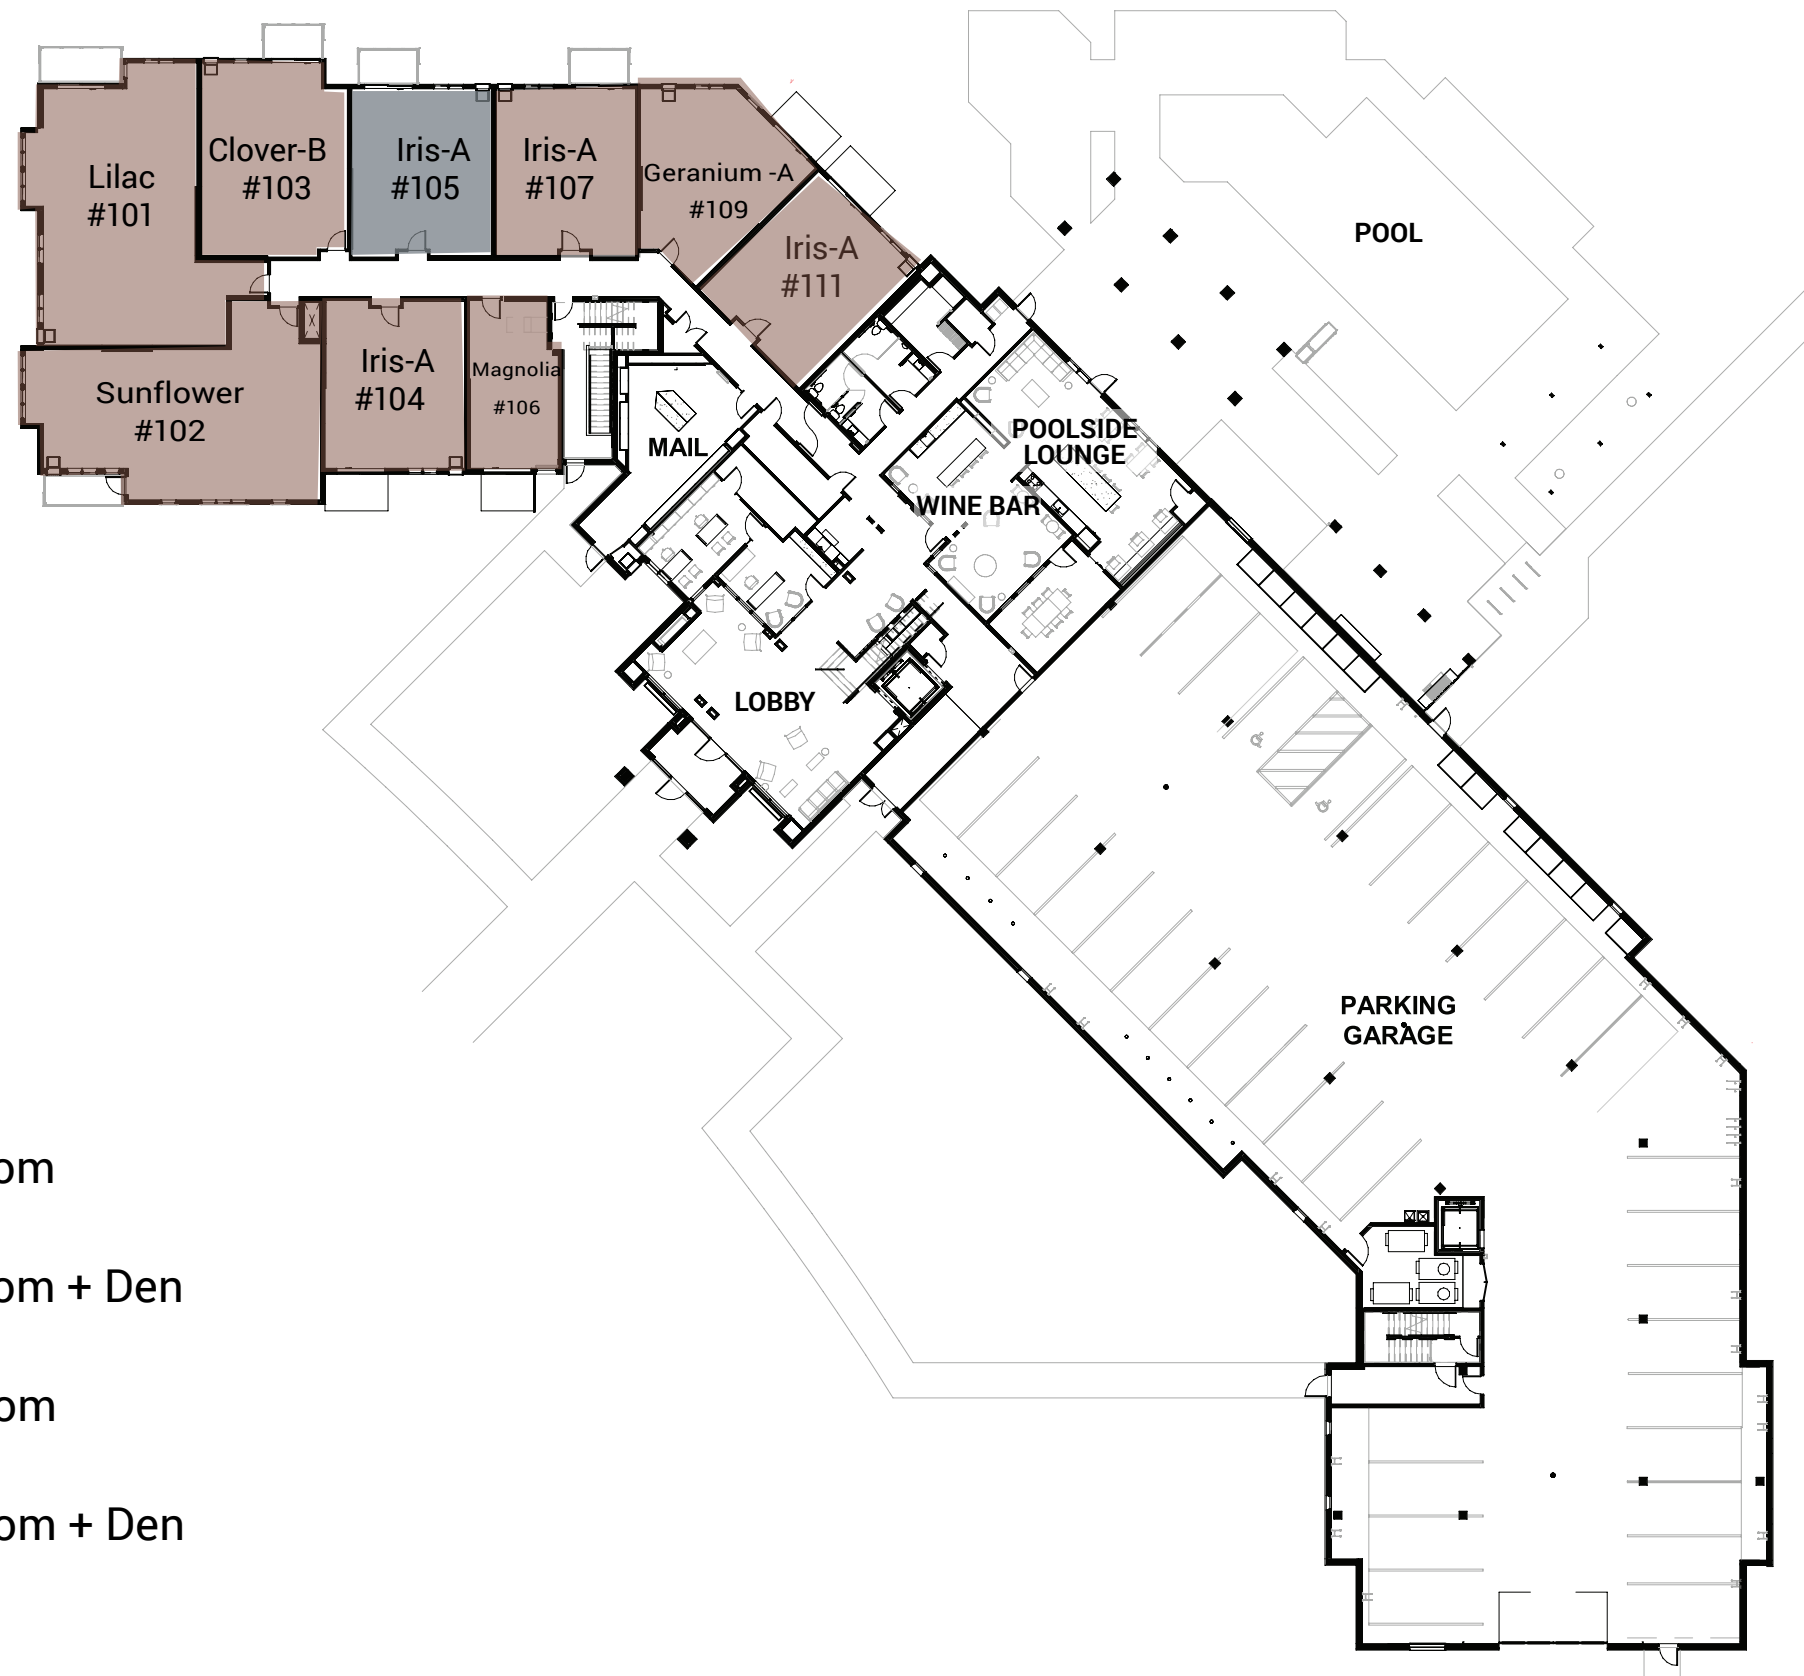 Lilac
#101
Clover-B
#103
Iris-A
#105
Iris-A
#107
Geranium -A
#109
Iris-A
#111
Sunflower
#102
Iris-A
#104
Magnolia
#106
MAIL
POOL
POOLSIDE
LOUNGE
WINE BAR
LOBBY
PARKING
GARAGE
om
om + Den
om
om + Den